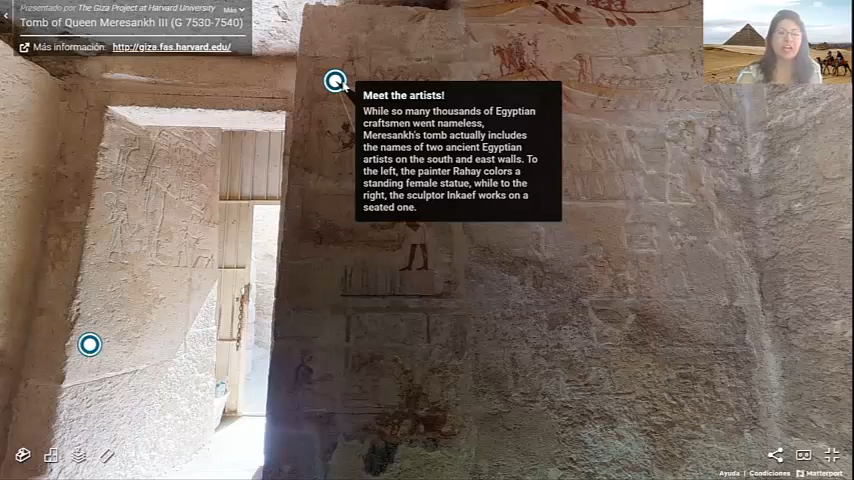 Presentado por The Giza Project at Harvard University
Más
Tomb of Queen Meresankh III (G 7530-7540)
Más información: http://giza.fas.harvard.edu/
Meet the artists!
While so many thousands of Egyptian
craftsmen went nameless,
Meresankh's tomb actually includes
the names of two ancient Egyptian
artists on the south and east walls. To
the left, the painter Rahay colors a
standing female statue, while to the
right, the sculptor Inkaef works on a
seated one.
Ayuda | Condiciones Matterport